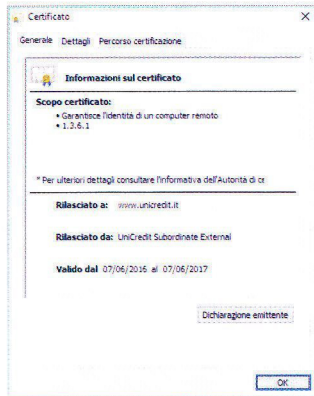 Certificato
Generale Dettagli Percorso certificazione
Informazioni sul certificato
Scopo certificato:
• Garantisce l'identità di un computer remoto
• 1.3.6.1
* Per ulteriori dettagli consultare l'informativa dell'Autorità di ce
Rilasciato a: www.unicredit.it
Rilasciato da: UniCredit Subordinate External
Valido dal 07/06/2016 al 07/06/2017
Dichiarazione emittente
OK